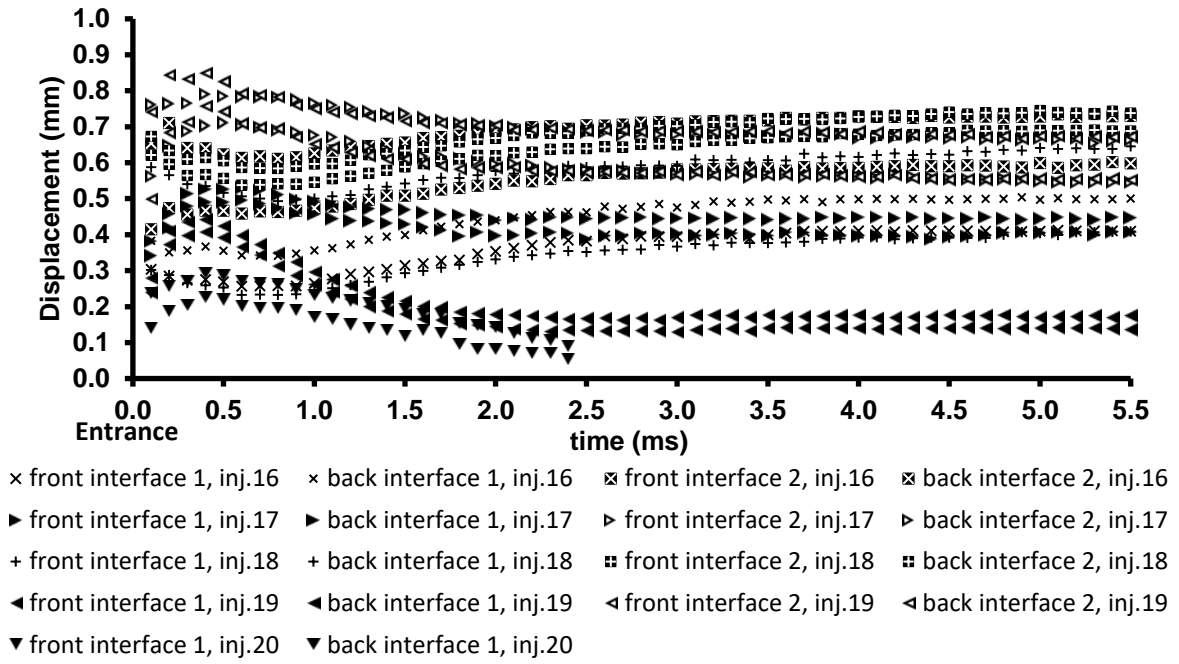 1.0
0.9
0.8
0.7
0.6
0.5
0.4
0.3
0.2
0.1
0.0
Displacement (mm)
0.0 0.5 1.0 1.5 2.0 2.5 3.0 3.5 4.0 4.5 5.0 5.5
Entrance
time (ms)
front interface 1, inj.16 back interface 1, inj.16 front interface 2, inj.16 back interface 2, inj.16
front interface 1, inj.17 back interface 1, inj.17 front interface 2, inj.17 back interface 2, inj.17
front interface 1, inj.18 back interface 1, inj.18 front interface 2, inj.18 back interface 2, inj.18
front interface 1, inj.19 back interface 1, inj.19 front interface 2, inj.19 back interface 2, inj.19
front interface 1, inj.20 back interface 1, inj.20